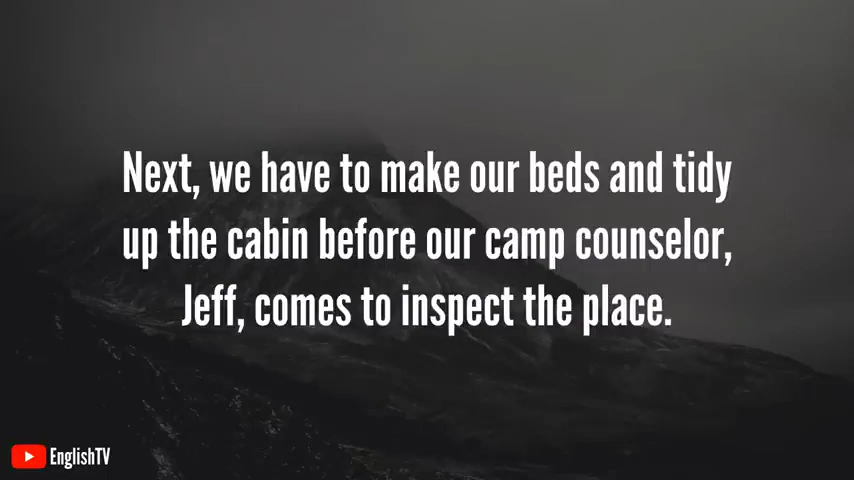 Next, we have to make our beds and tidy
up the cabin before our camp counselor,
Jeff, comes to inspect the place.
EnglishTV